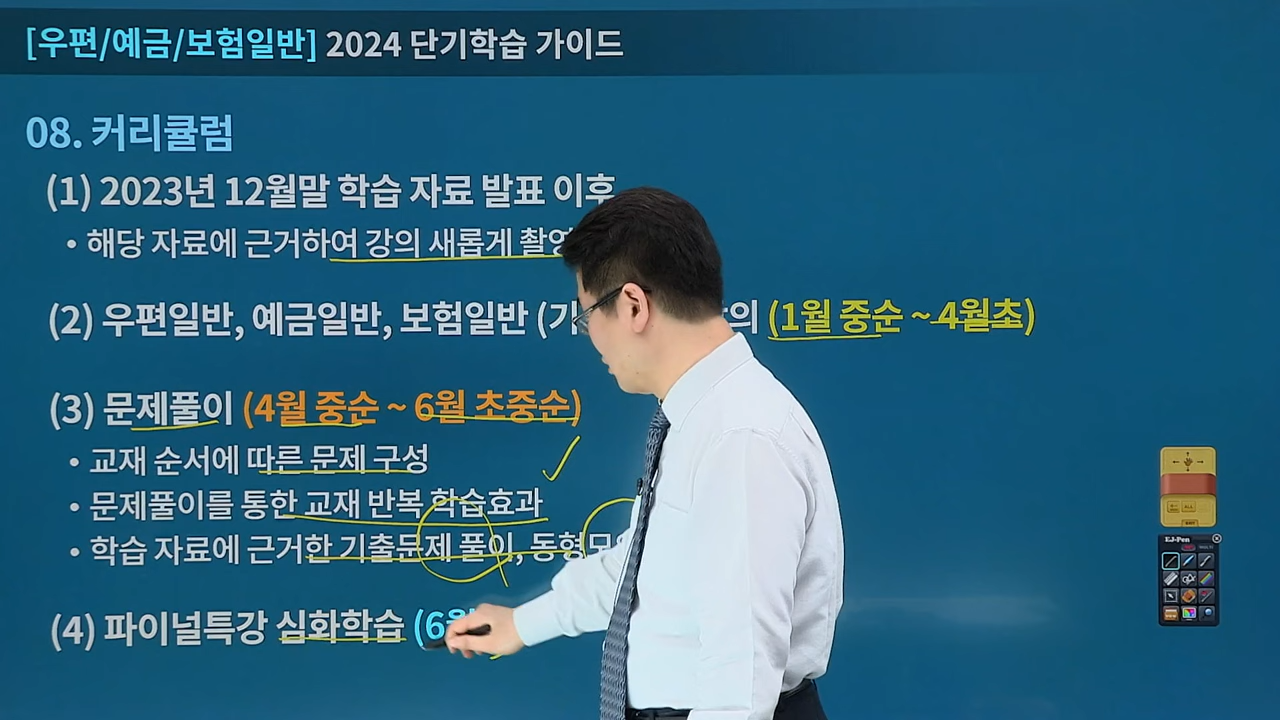 [우편/예금/보험일반] 2024 단기학습 가이드
08. 커리큘럼
(1) 2023년 12월말 학습 자료 발표 이후
• 해당 자료에 근거하여 강의 새롭게
(2) 우편일반, 예금일반, 보험일반 (1월 중순 ~ 4월초)
(3) 문제풀이 (4월 중순 ~ 6월 초중순)
• 교재 순서에 따른 문제 구성
• 문제풀이를 통한 교재 반복 학습효과
• 학습 자료에 근거한 기출문제 풀이,
(4) 파이널특강 심화학습 (6월
EJ-Pen